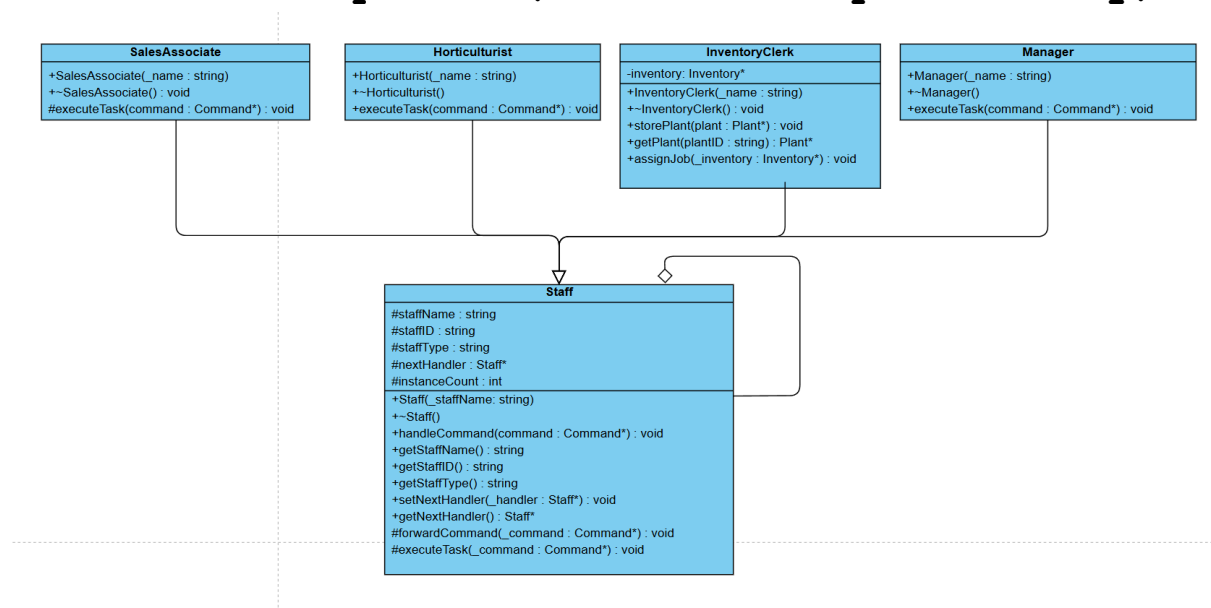 SalesAssociate
+SalesAssociate(_name : string)
+~SalesAssociate() : void
#executeTask(command : Command*) : void
Horticulturist
+Horticulturist(_name : string)
+~Horticulturist()
+executeTask(command : Command*) : void
InventoryClerk
-inventory: Inventory*
+InventoryClerk(_name : string)
+~InventoryClerk() : void
+storePlant(plant : Plant*) : void
+getPlant(plantID : string) : Plant*
+assignJob(_inventory : Inventory*) : void
Manager
+Manager(_name : string)
+~Manager()
+executeTask(command : Command*) : void
Staff
#staffName : string
#staffID : string
#staffType : string
#nextHandler : Staff*
#instanceCount : int
+Staff(_staffName: string)
+~Staff()
+handleCommand(command : Command*) : void
+getStaffName() : string
+getStaffID() : string
+getStaffType() : string
+setNextHandler(_handler : Staff*) : void
+getNextHandler() : Staff*
#forwardCommand(_command : Command*) : void
#executeTask(_command : Command*) : void